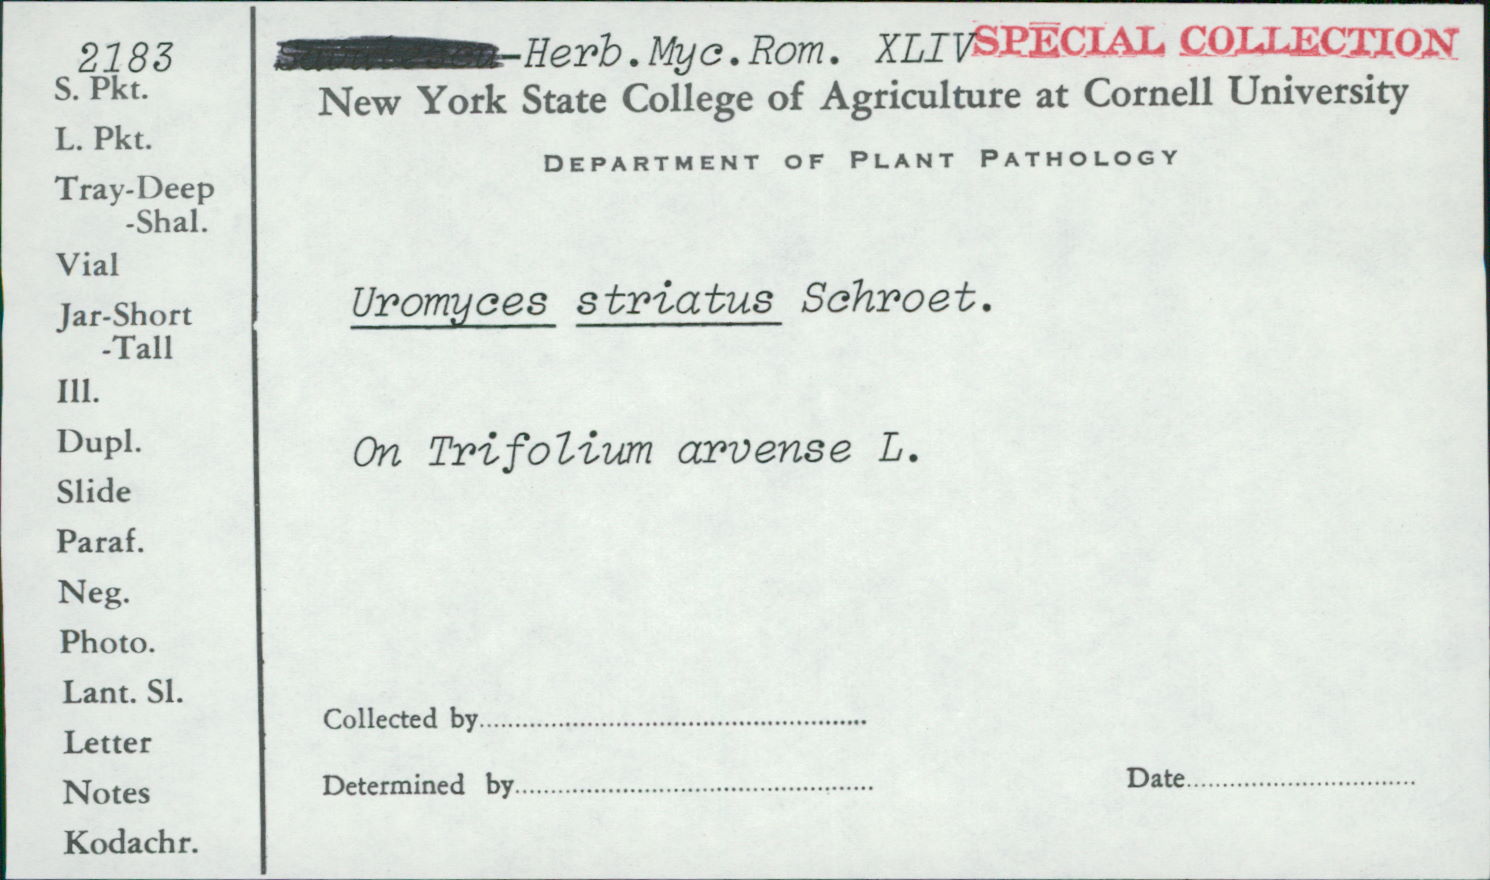 2183
S. Pkt.
L. Pkt.
Tray-Deep
-Shal.
Vial
Jar-Short
-Tall
Ill.
Dupl.
Slide
Paraf.
Neg.
Photo.
Lant. Sl.
Letter
Notes
Kodachr.
-Herb.Myc.Rom. XLIV SPECIAL COLLECTION
New York State College of Agriculture at Cornell University
DEPARTMENT OF PLANT PATHOLOGY
Uromyces striatus Schroet.
On Trifolium arvense L.
Collected by
Determined by
Date